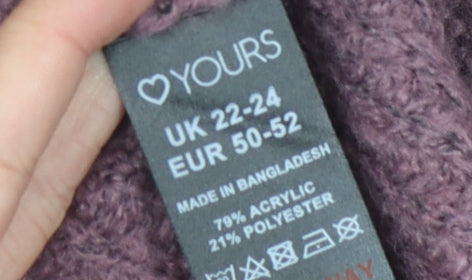 YOURS
UK 22-24
EUR 50-52
MADE IN BANGLADESH
79% ACRYLIC
21% POLYESTER